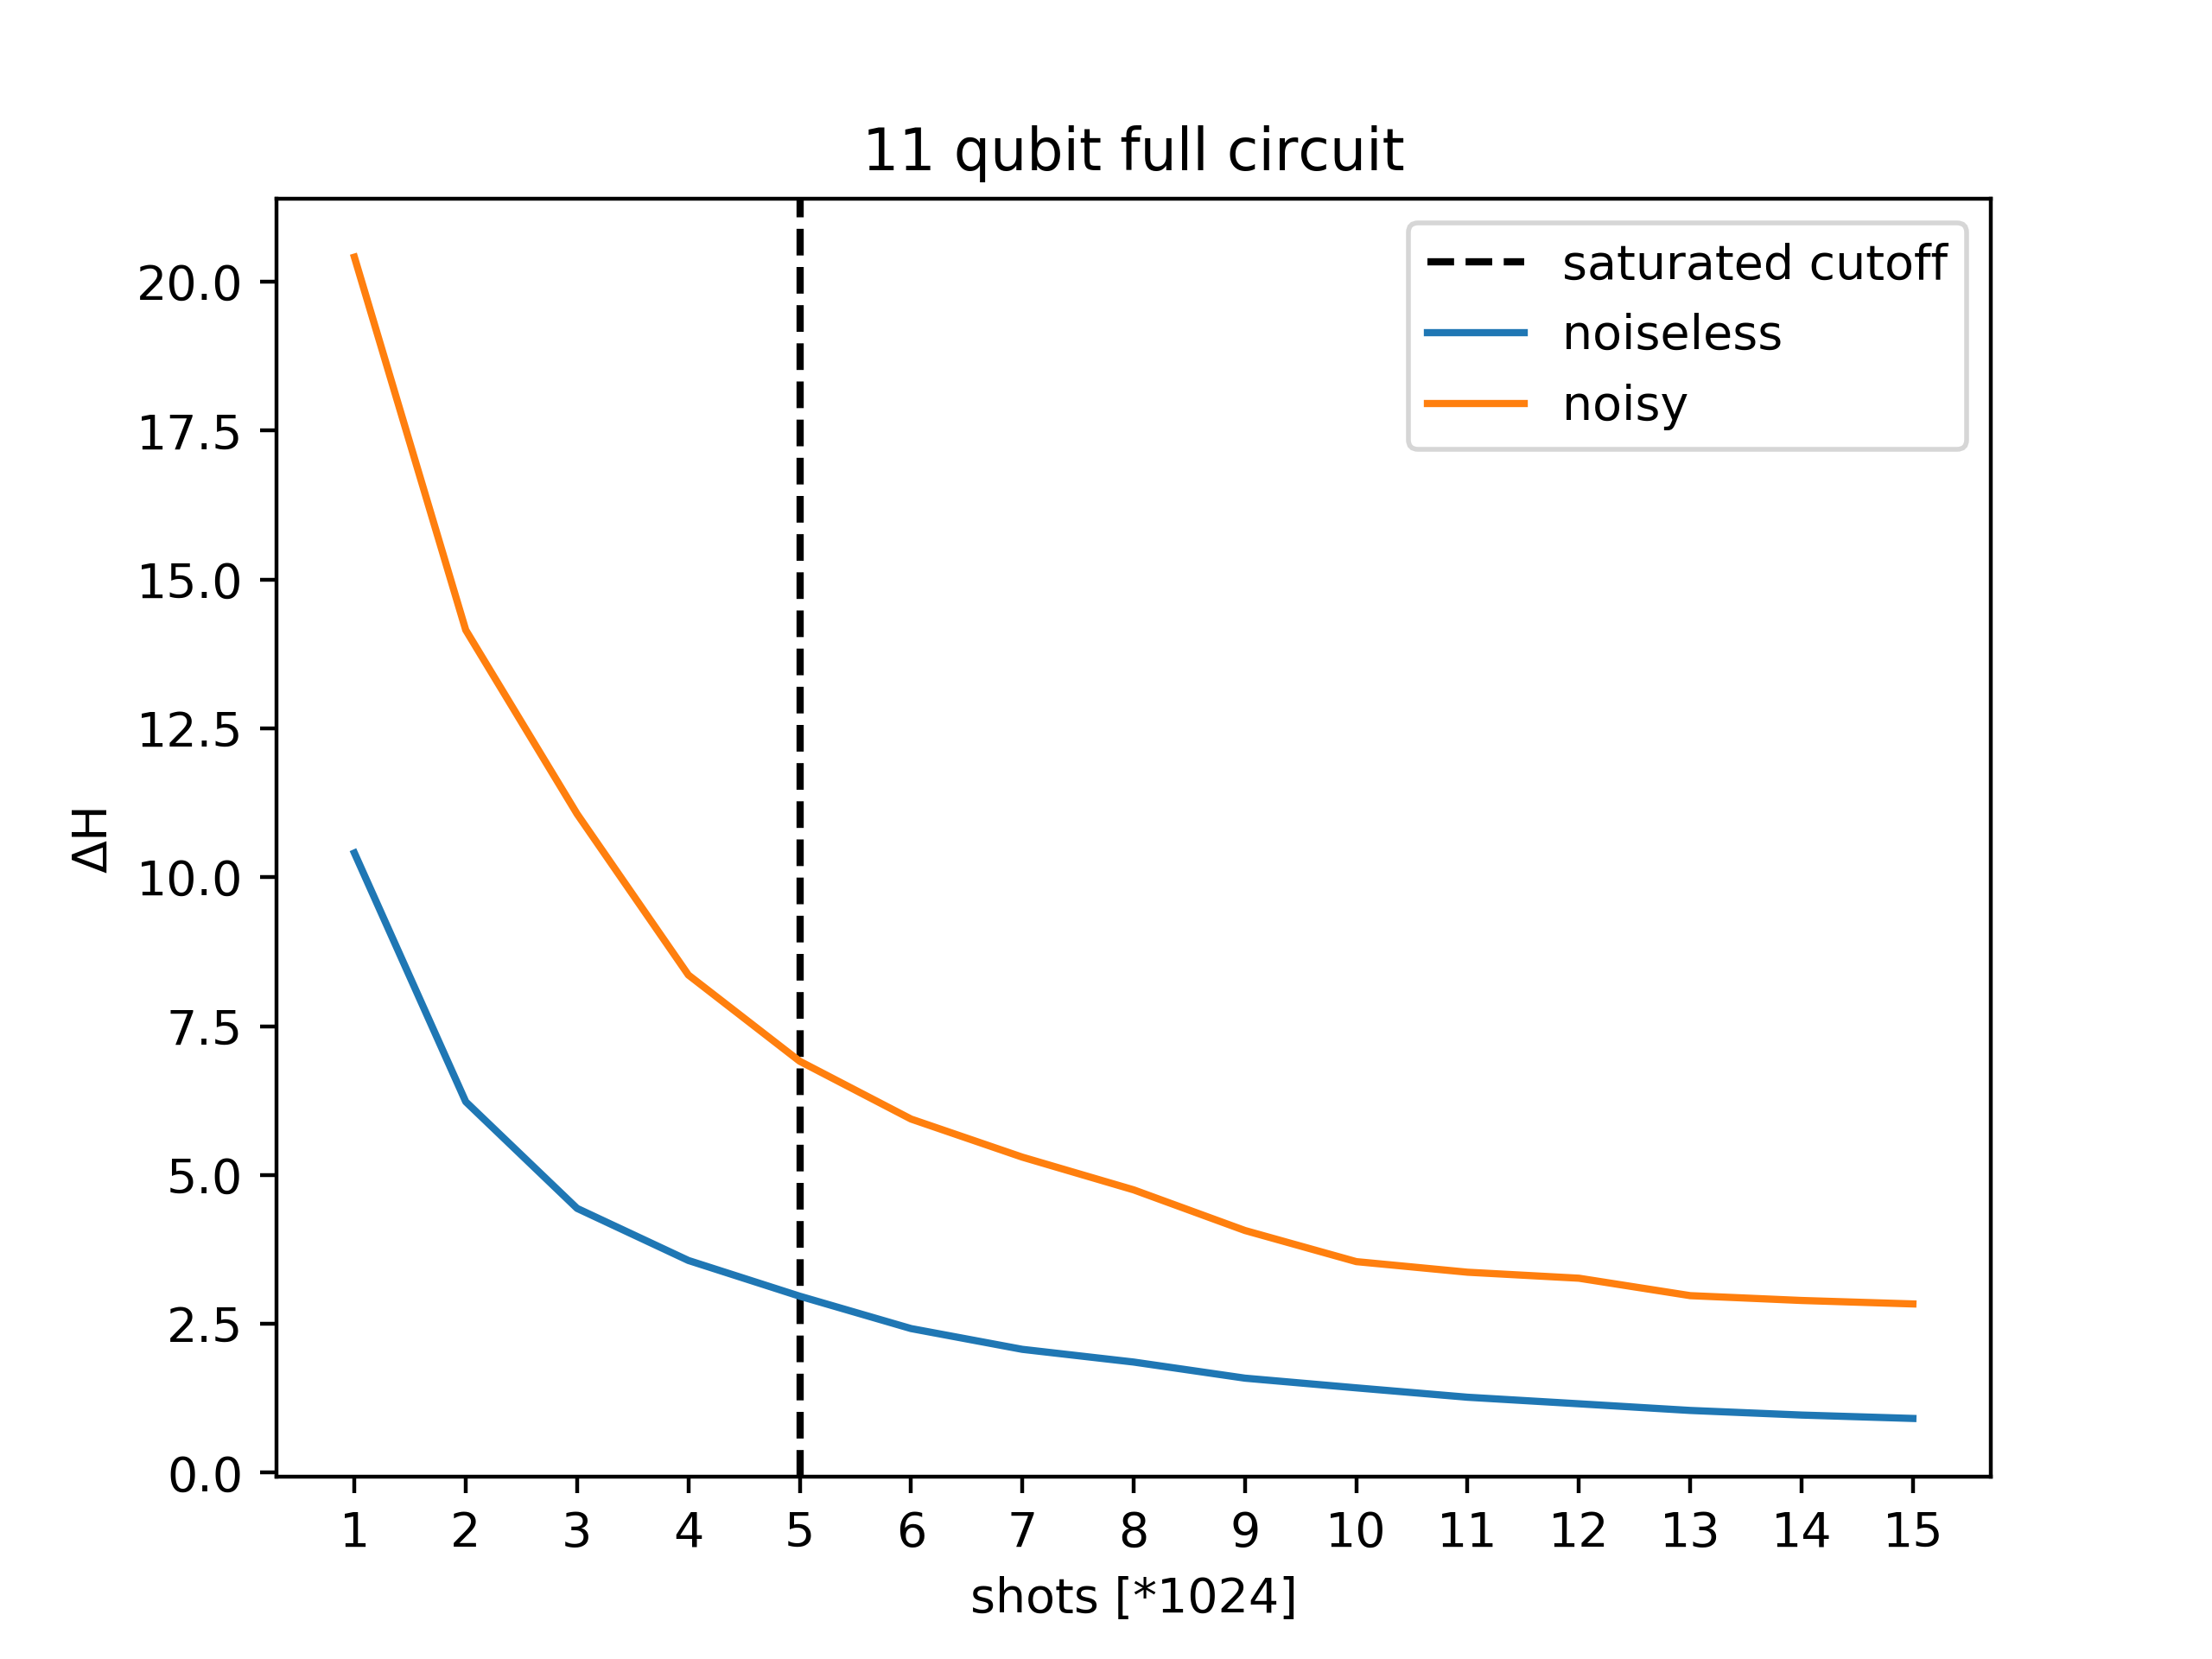 11 qubit full circuit
saturated cutoff
noiseless
noisy
20.0
17.5
15.0
12.5
10.0
7.5
5.0
2.5
0.0
ΔH
1 2 3 4 5 6 7 8 9 10 11 12 13 14 15
shots [*1024]